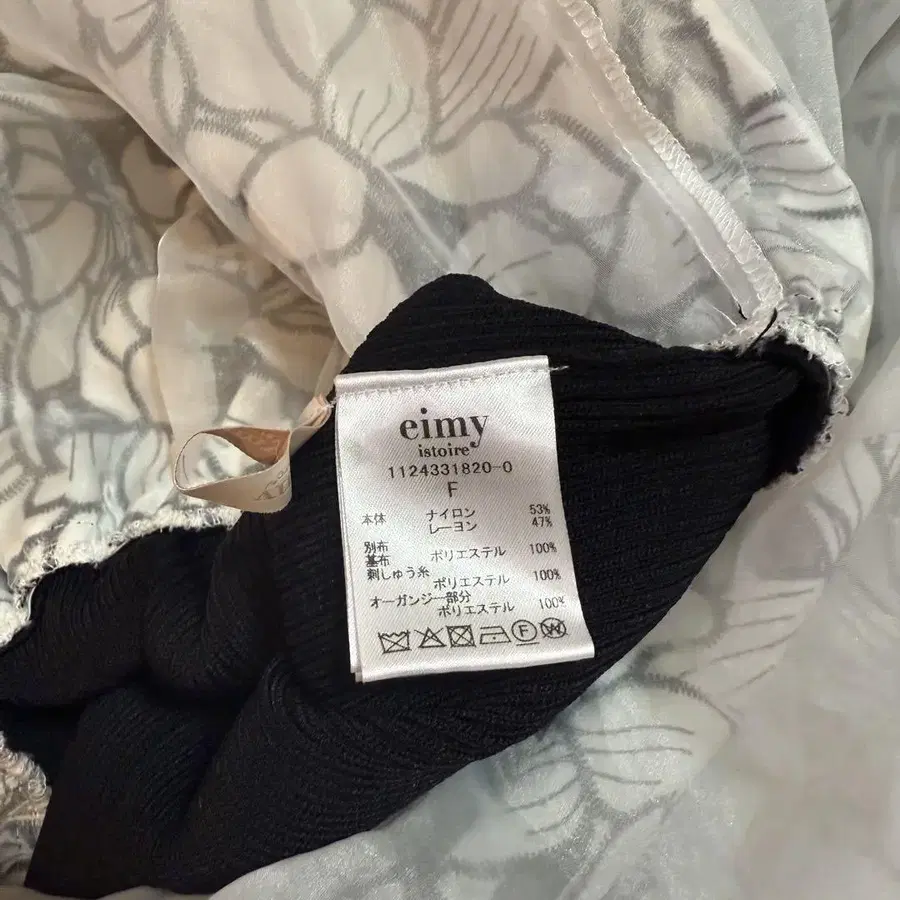 eimy
istoire
1124331820-0
F
本体 ナイロン 53%
レーヨン 47%
別布
基布 ポリエステル 100%
刺しゅう糸
ポリエステル 100%
オーガンジー部分
ポリエステル 100%
F W